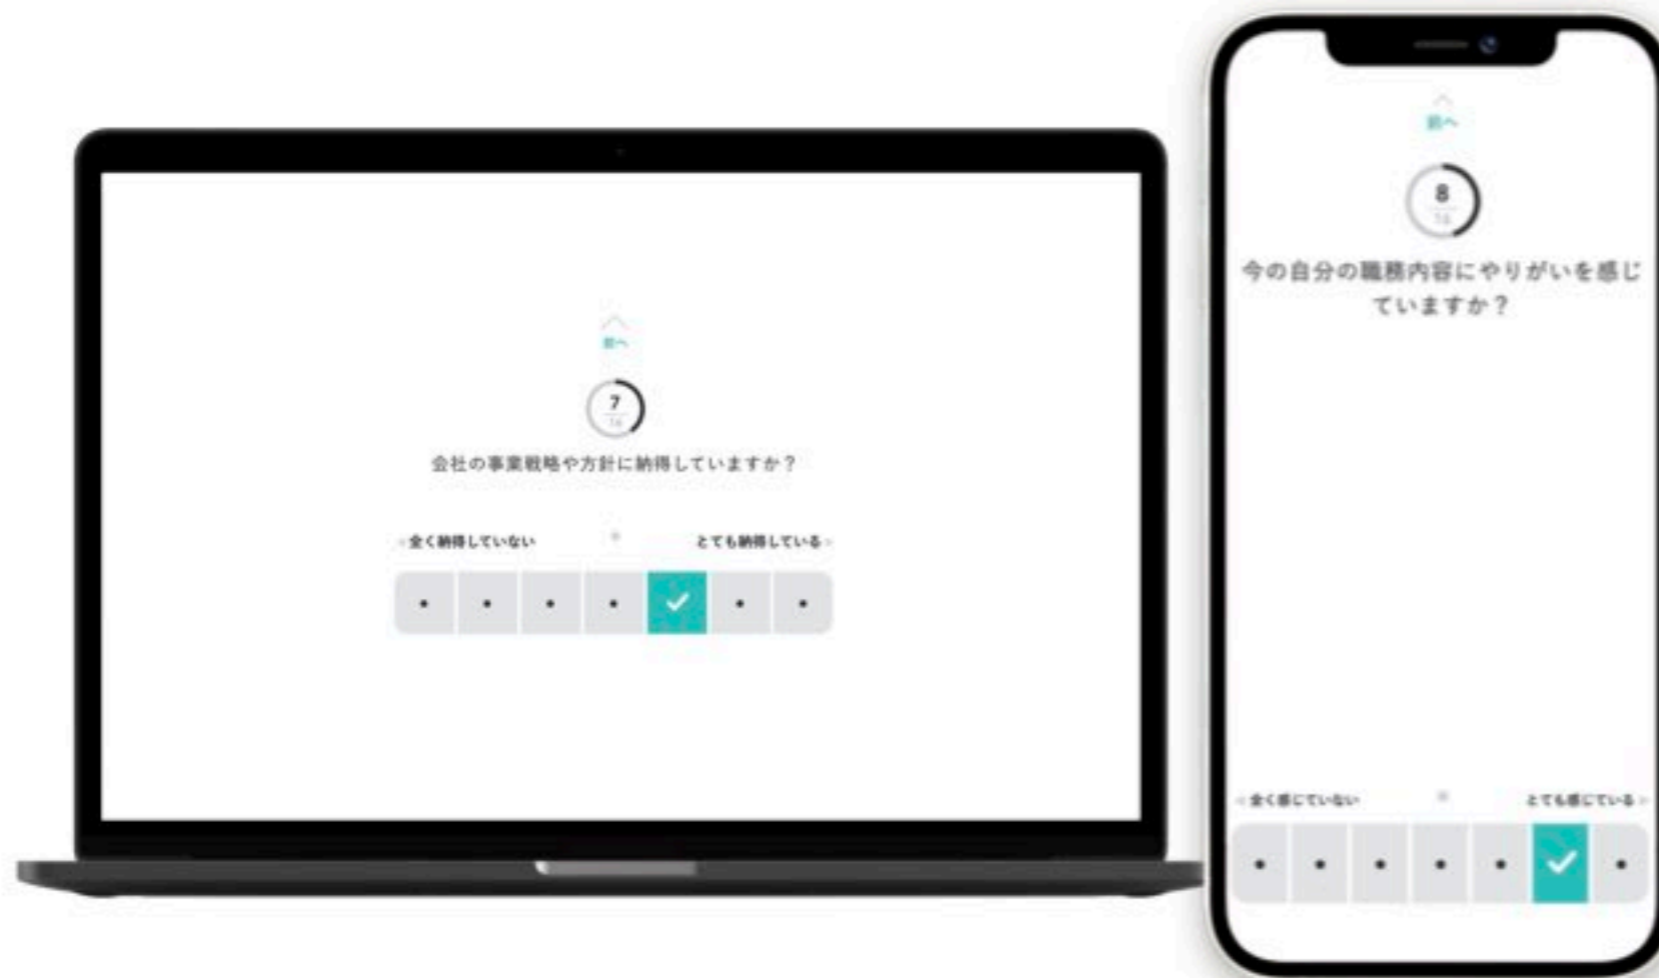 前へ
7
16
会社の事業戦略や方針に納得していますか？
全く納得していない
とても納得している
前へ
8
16
今の自分の職務内容にやりがいを感じ
ていますか？
全く感じていない
とても感じている